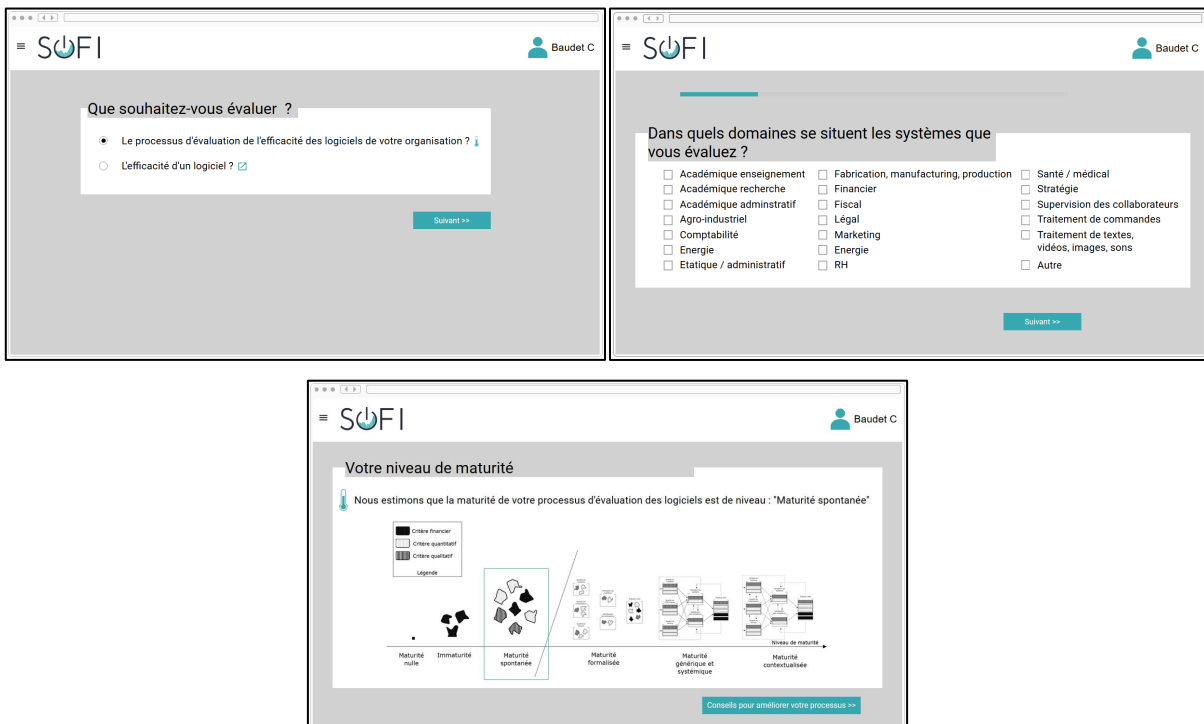 SOFI
Baudet C
Que souhaitez-vous évaluer ?
Le processus d'évaluation de l'efficacité des logiciels de votre organisation ?
L'efficacité d'un logiciel ?
Suivant >>
SOFI
Baudet C
Dans quels domaines se situent les systèmes que
vous évaluez ?
Académique enseignement
Académique recherche
Académique adminstratif
Agro-industriel
Comptabilité
Energie
Etatique / administratif
Fabrication, manufacturing, production
Financier
Fiscal
Légal
Marketing
Energie
RH
Santé / médical
Stratégie
Supervision des collaborateurs
Traitement de commandes
Traitement de textes,
vidéos, images, sons
Autre
Suivant >>
SOFI
Baudet C
Votre niveau de maturité
Nous estimons que la maturité de votre processus d'évaluation des logiciels est de niveau : "Maturité spontanée"
Critère financier
Critère quantitatif
Critère qualitatif
Légende
Niveau de maturité
Maturité
nulle
Immaturité
Maturité
spontanée
Maturité
formalisée
Maturité
générique et
systémique
Maturité
contextualisée
Conseils pour améliorer votre processus >>